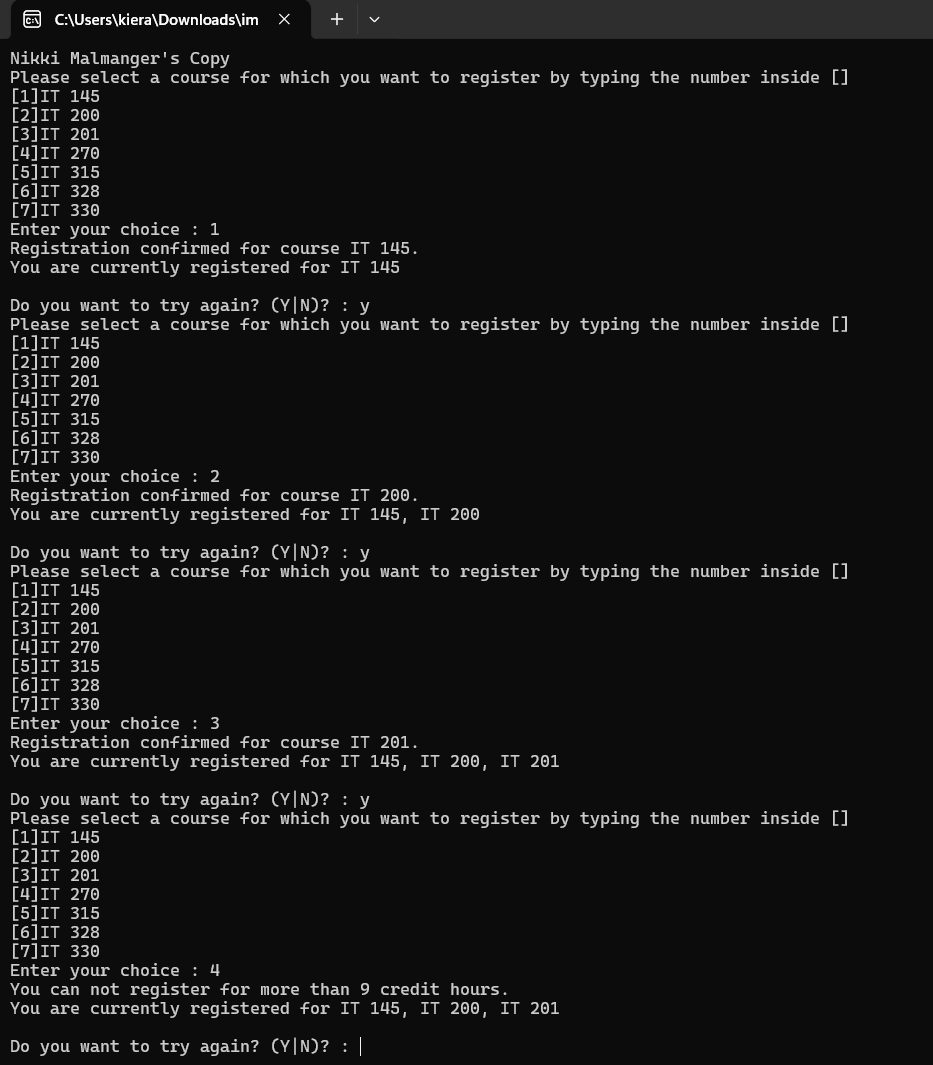 C:\Users\kiera\Downloads\im
Nikki Malmanger's Copy
Please select a course for which you want to register by typing the number inside []
[1]IT 145
[2]IT 200
[3]IT 201
[4]IT 270
[5]IT 315
[6]IT 328
[7]IT 330
Enter your choice : 1
Registration confirmed for course IT 145.
You are currently registered for IT 145
Do you want to try again? (Y|N)? : y
Please select a course for which you want to register by typing the number inside []
[1]IT 145
[2]IT 200
[3]IT 201
[4]IT 270
[5]IT 315
[6]IT 328
[7]IT 330
Enter your choice : 2
Registration confirmed for course IT 200.
You are currently registered for IT 145, IT 200
Do you want to try again? (Y|N)? : y
Please select a course for which you want to register by typing the number inside []
[1]IT 145
[2]IT 200
[3]IT 201
[4]IT 270
[5]IT 315
[6]IT 328
[7]IT 330
Enter your choice : 3
Registration confirmed for course IT 201.
You are currently registered for IT 145, IT 200, IT 201
Do you want to try again? (Y|N)? : y
Please select a course for which you want to register by typing the number inside []
[1]IT 145
[2]IT 200
[3]IT 201
[4]IT 270
[5]IT 315
[6]IT 328
[7]IT 330
Enter your choice : 4
You can not register for more than 9 credit hours.
You are currently registered for IT 145, IT 200, IT 201
Do you want to try again? (Y|N)? :